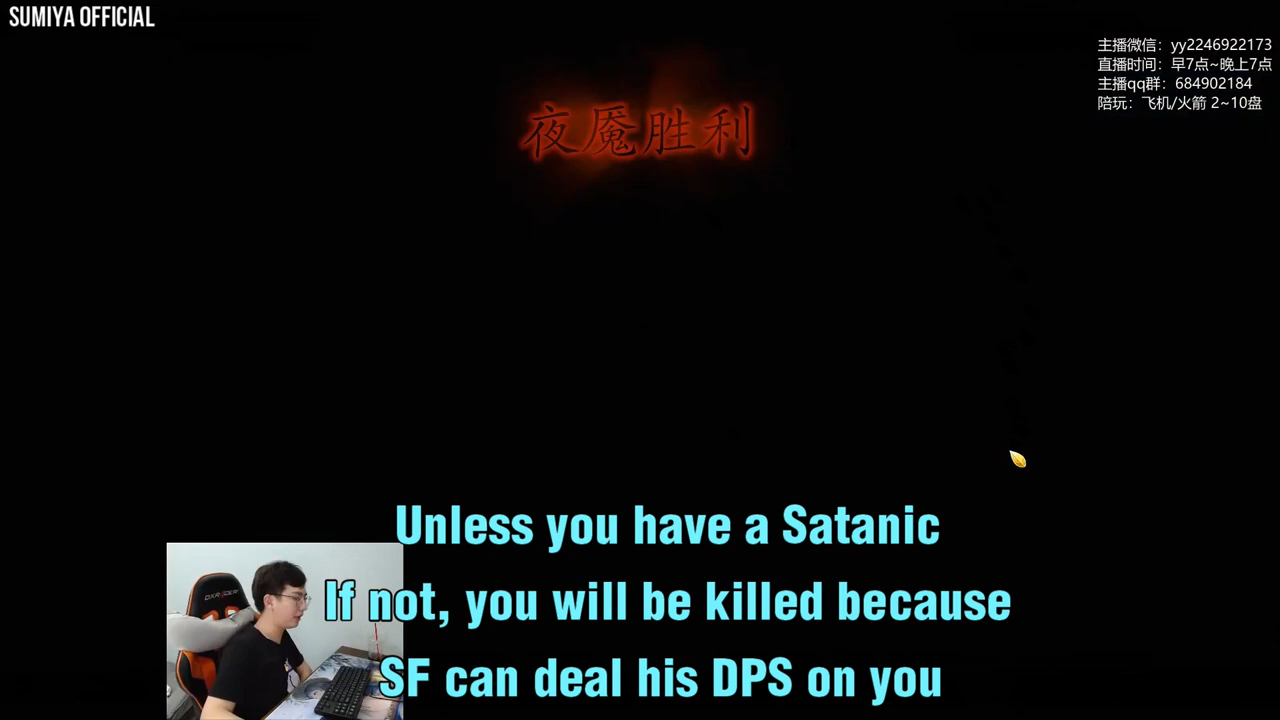 SUMIYA OFFICIAL
主播微信：yy2246922173
直播时间：早7点~晚上7点
主播qq群：684902184
陪玩：飞机/火箭 2~10盘
夜魇胜利
Unless you have a Satanic
If not, you will be killed because
SF can deal his DPS on you
DXRACER